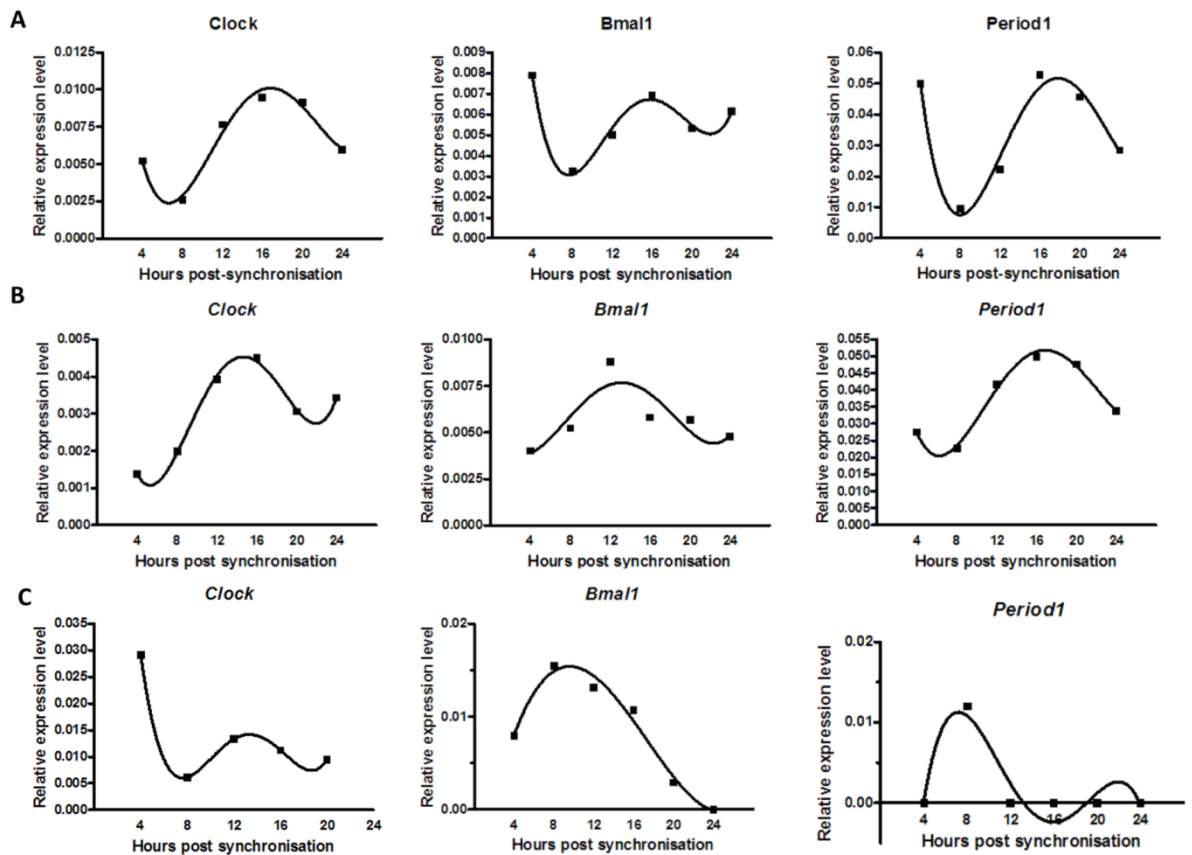 A
Clock
Bmal1
Period1
Relative expression level
0.0125
0.0100
0.0075
0.0050
0.0025
0.0000
4 8 12 16 20 24
Hours post-synchronisation
Relative expression level
0.009
0.008
0.007
0.006
0.005
0.004
0.003
0.002
0.001
0.000
4 8 12 16 20 24
Hours post synchronisation
Relative expression level
0.06
0.05
0.04
0.03
0.02
0.01
0.00
4 8 12 16 20 24
Hours post-synchronisation
B
Clock
Bmal1
Period1
Relative expression level
0.005
0.004
0.003
0.002
0.001
0.000
4 8 12 16 20 24
Hours post synchronisation
Relative expression level
0.0100
0.0075
0.0050
0.0025
0.0000
4 8 12 16 20 24
Hours post synchronisation
Relative expression level
0.055
0.050
0.045
0.040
0.035
0.030
0.025
0.020
0.015
0.010
0.005
0.000
4 8 12 16 20 24
Hours post synchronisation
C
Clock
Bmal1
Period1
Relative expression level
0.035
0.030
0.025
0.020
0.015
0.010
0.005
0.000
4 8 12 16 20 24
Hours post synchronisation
Relative expression level
0.02
0.01
0.00
4 8 12 16 20 24
Hours post synchronisation
Relative expression level
0.02
0.01
0.00
4 8 12 16 20 24
Hours post synchronisation